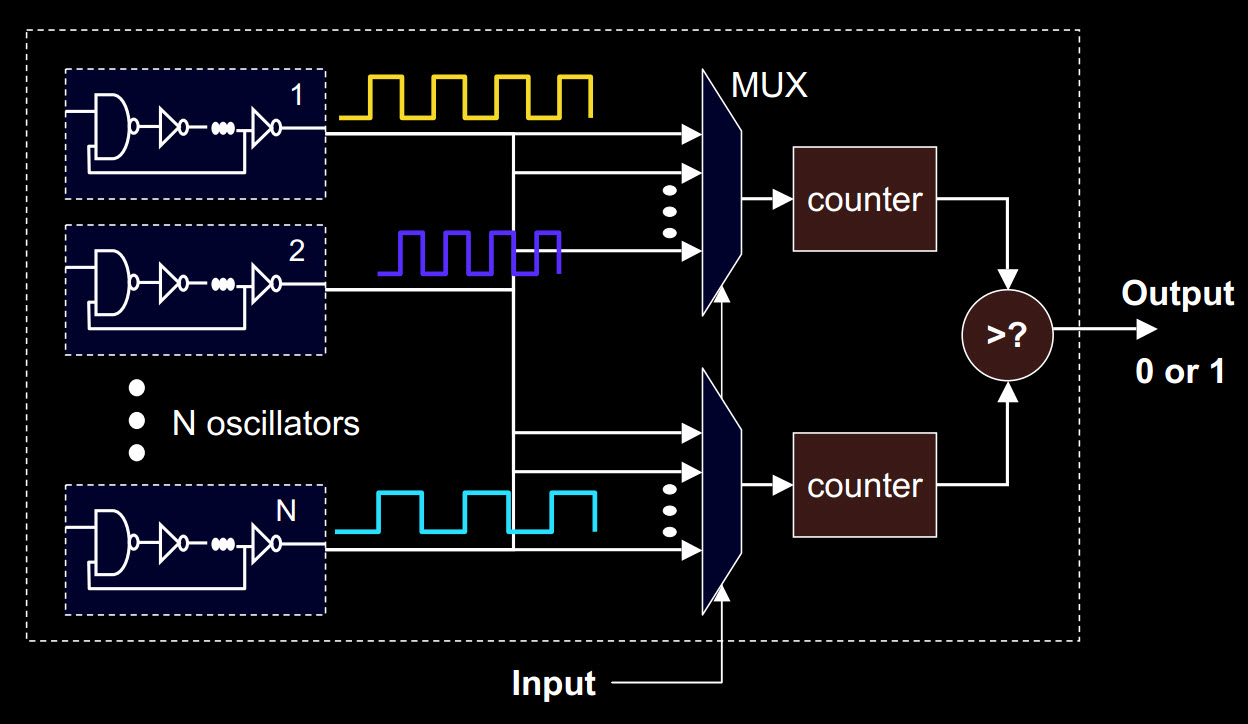 1
MUX
counter
2
Output
>?
0 or 1
N oscillators
counter
N
Input